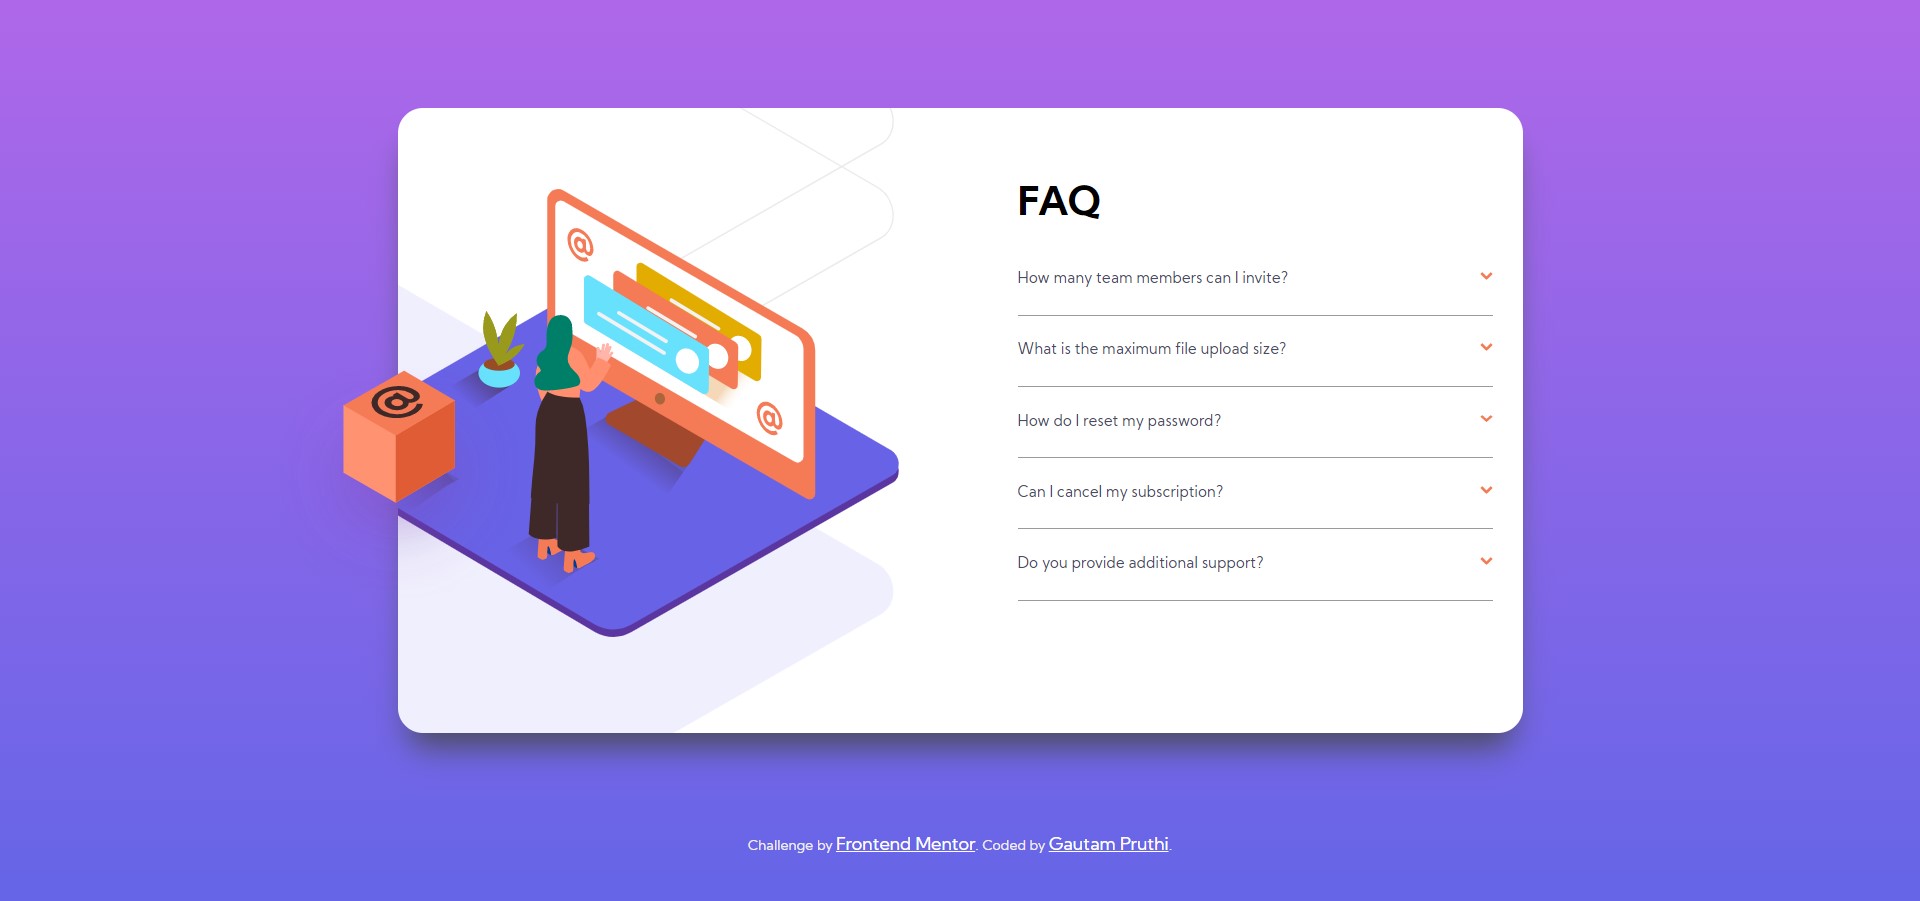 FAQ
How many team members can I invite?
What is the maximum file upload size?
How do I reset my password?
Can I cancel my subscription?
Do you provide additional support?
@
@
@
Challenge by Frontend Mentor. Coded by Gautam Pruthi.